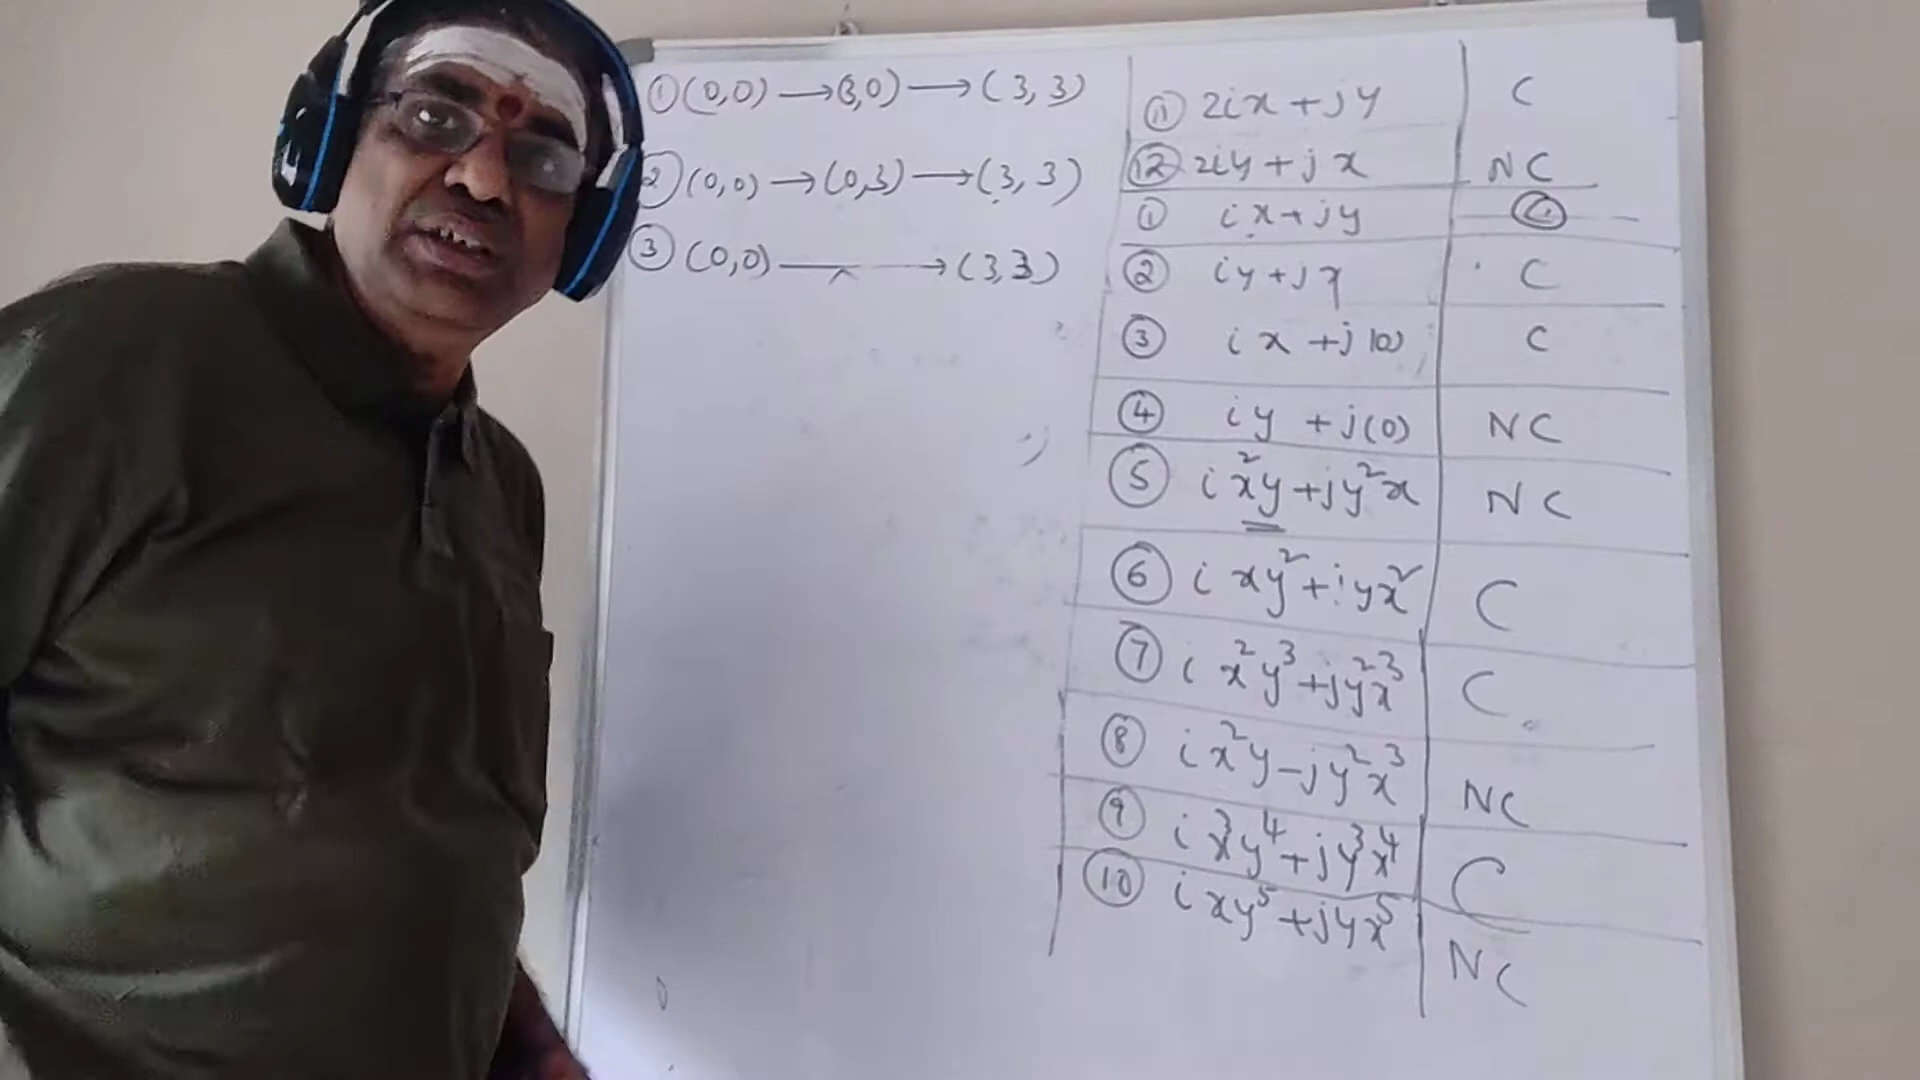 ① (0,0) → (3,0) → (3, 3)
② (0,0) → (0,3) → (3, 3)
③ (0,0) → (3,3)
⑪ 2ix + jy C
⑫ 2iy + jx NC
① ix + jy C
② iy + jx C
③ ix + j(0) C
④ iy + j(0) NC
⑤ ix²y + jy²x NC
⑥ ixy² + jyx² C
⑦ ix²y³ + jy²x³ C
⑧ ix²y - jy²x³ NC
⑨ ix³y⁴ + jy³x⁴ C
⑩ ixy⁵ + jyx⁵ NC